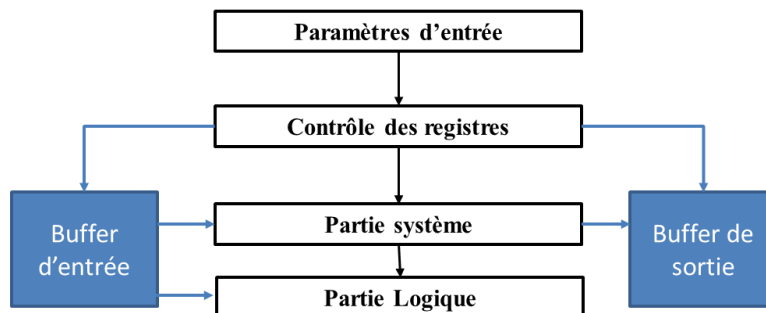 Paramètres d’entrée
Contrôle des registres
Buffer
d’entrée
Partie système
Buffer de
sortie
Partie Logique